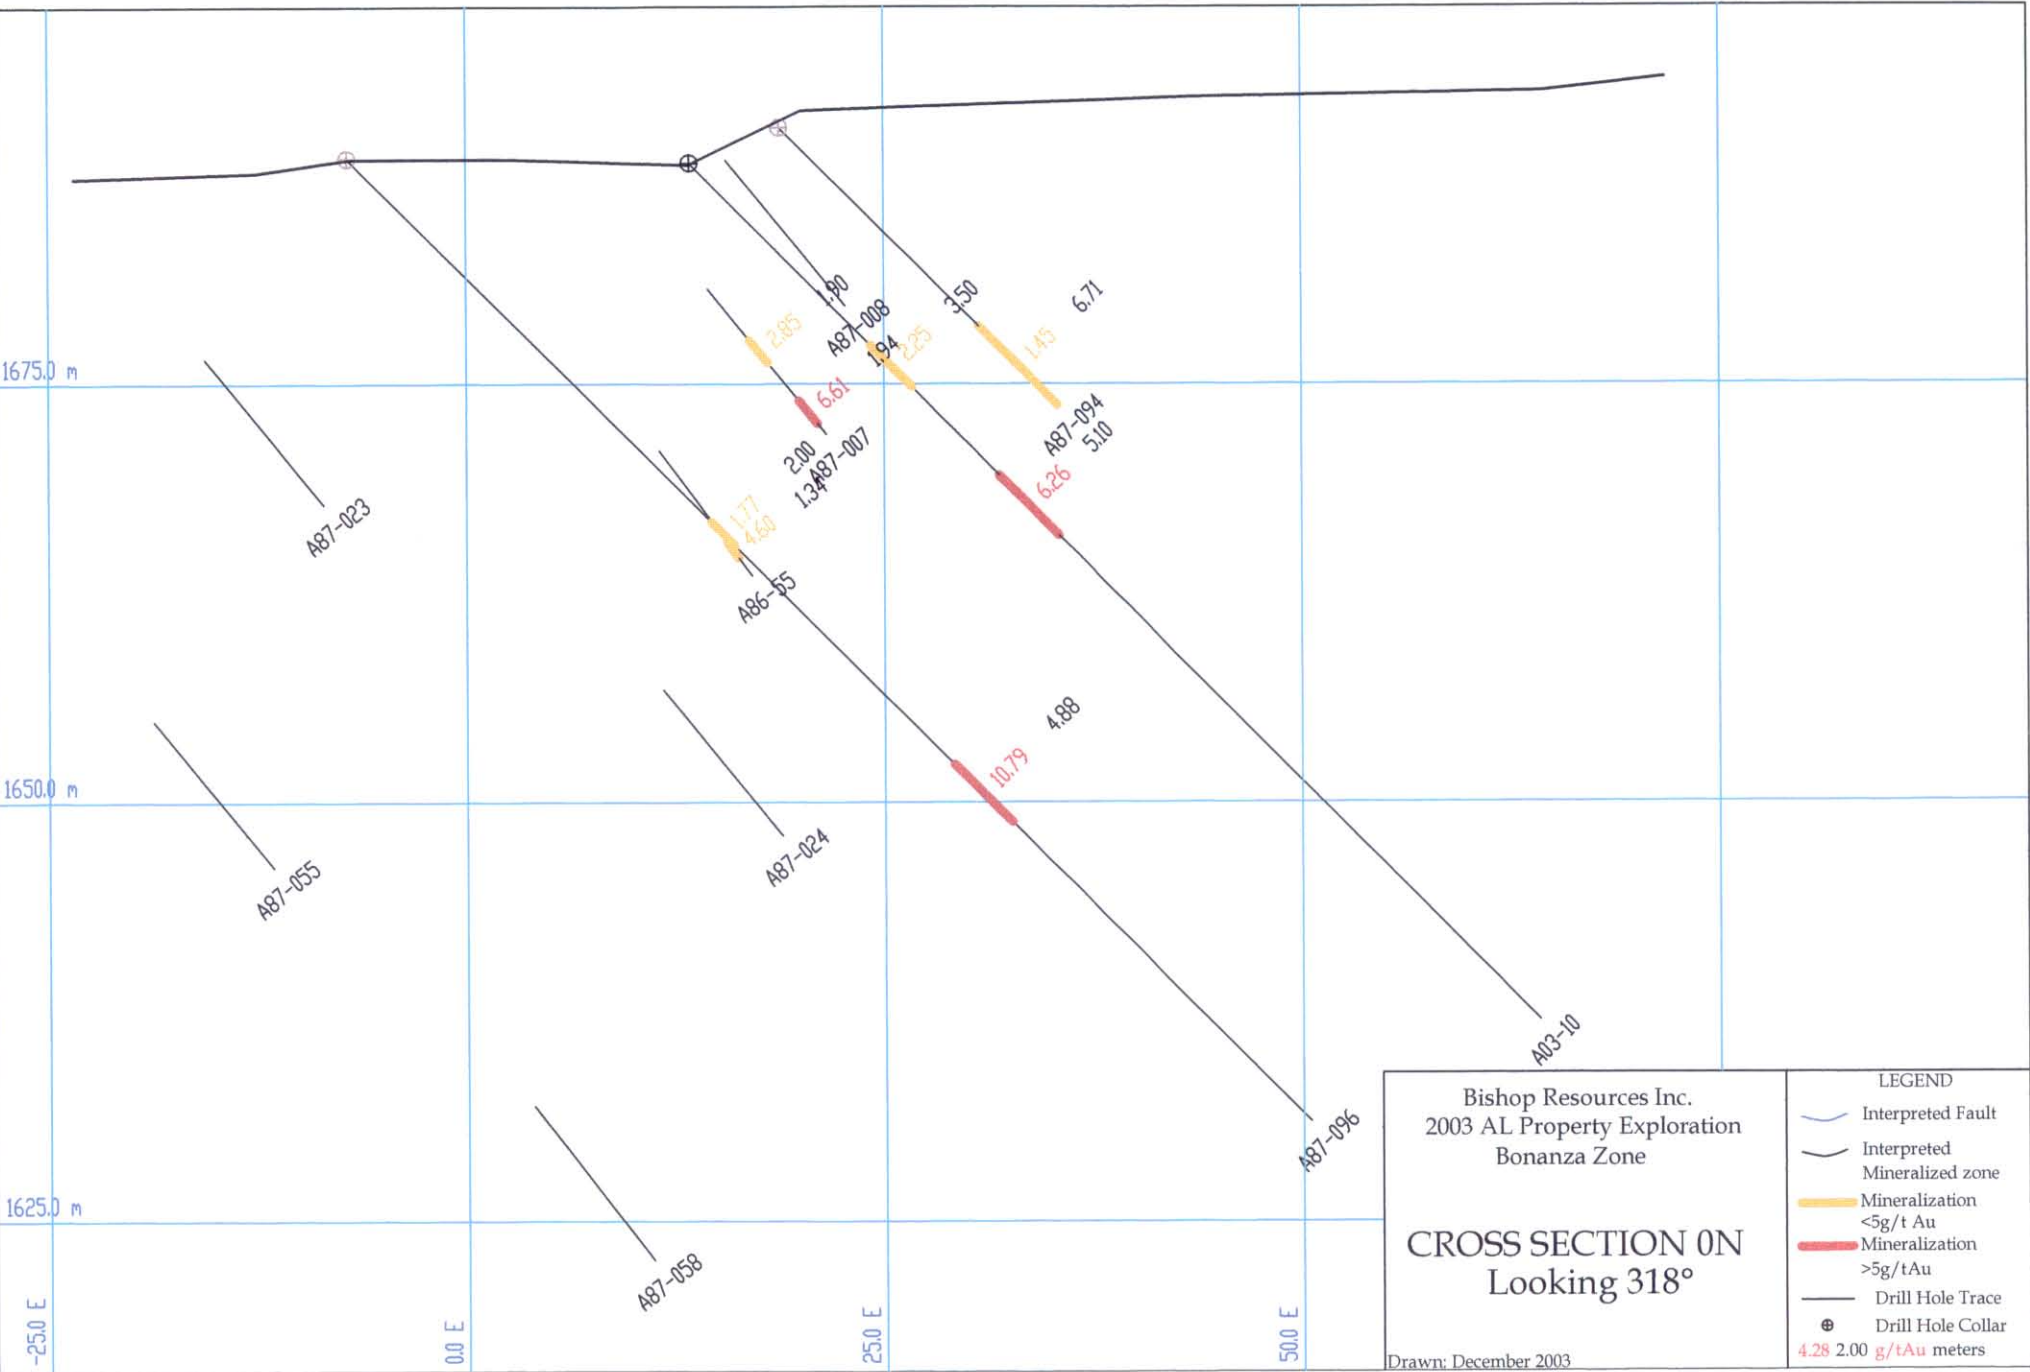 1.90
A87-008
3.50
6.71
2.85
1.94
2.25
1.45
1675.0 m
6.61
A87-094
5.10
2.00
A87-007
1.34
6.26
A87-023
1.77
4.60
A86-55
4.88
10.79
1650.0 m
A87-024
A87-055
A03-10
A87-096
1625.0 m
A87-058
-25.0 E
0.0 E
25.0 E
50.0 E
Bishop Resources Inc.
2003 AL Property Exploration
Bonanza Zone
CROSS SECTION 0N
Looking 318°
Drawn: December 2003
LEGEND
Interpreted Fault
Interpreted
Mineralized zone
Mineralization
<5g/t Au
Mineralization
>5g/tAu
Drill Hole Trace
Drill Hole Collar
4.28 2.00 g/tAu meters